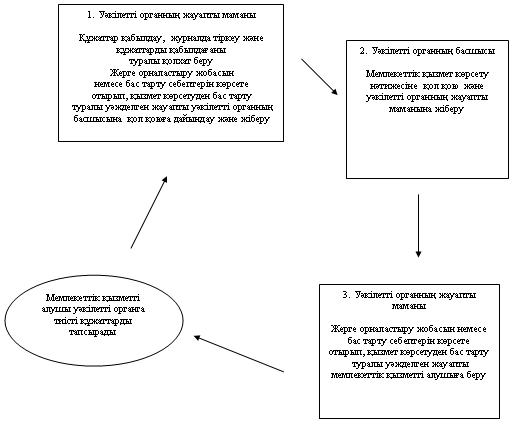 1. Уәкілетті органның жауапты маманы
Құжаттар қабылдау, журналда тіркеу және
құжаттарды қабылдағаны
туралы қолхат беру
Жерге орналастыру жобасын
немесе бас тарту себептерін көрсете
отырып, қызмет көрсетуден бас тарту
туралы уәжделген жауапты уәкілетті органның
басшысына қол қоюға дайындау және жіберу
2. Уәкілетті органның басшысы
Мемлекеттік қызмет көрсету
нәтижесіне қол қою және
уәкілетті органның жауапты
маманына жіберу
Мемлекеттік қызметті
алушы уәкілетті органға
тиісті құжаттарды
тапсырады
3. Уәкілетті органның жауапты
маманы
Жерге орналастыру жобасын немесе
бас тарту себептерін көрсете
отырып, қызмет көрсетуден бас тарту
туралы уәжделген жауапты
мемлекеттік қызметті алушыға беру